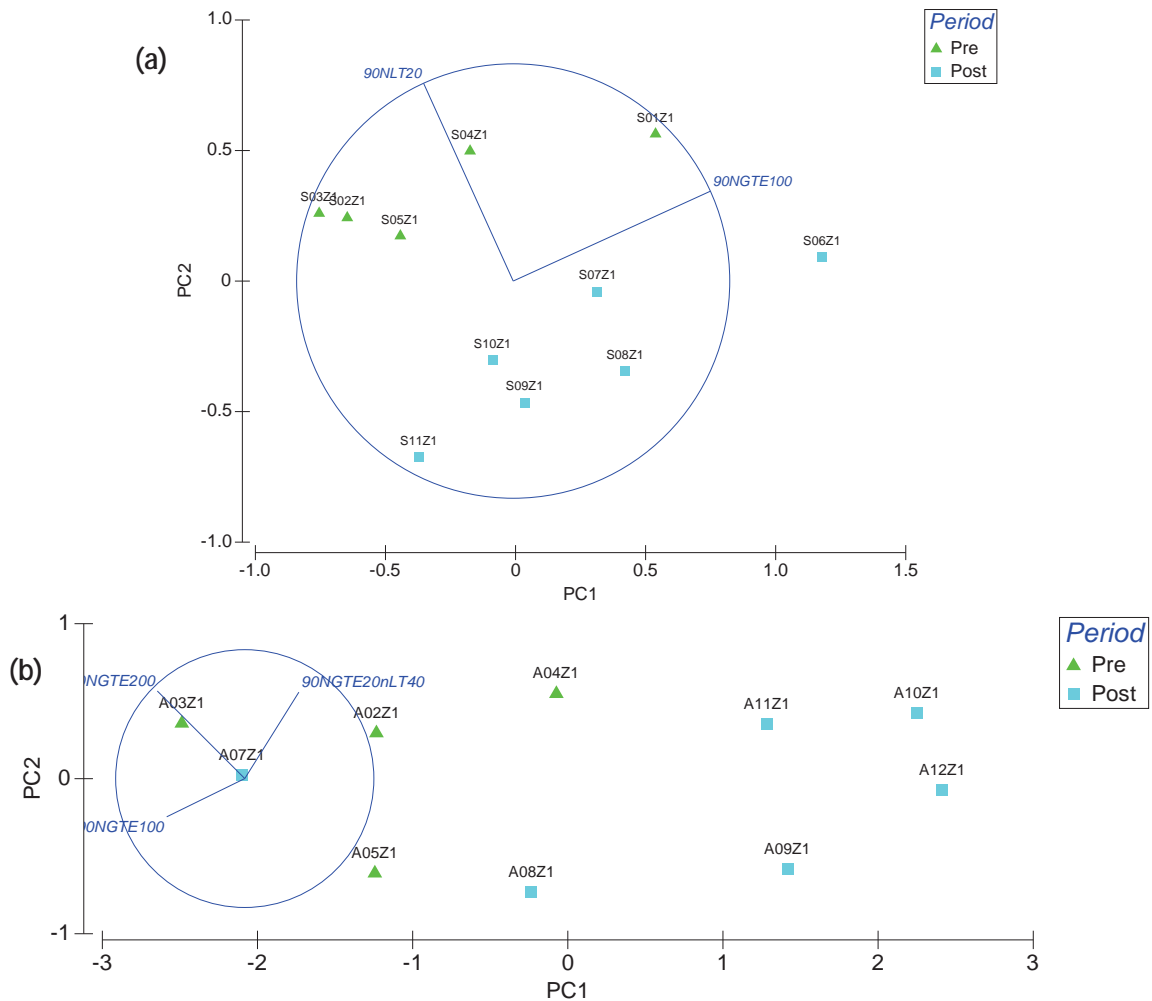 (a)
1.0
0.5
0
-0.5
-1.0
PC2
90NLT20
S04Z1
S01Z1
90NGTE100
S03Z1
S02Z1
S05Z1
S06Z1
S07Z1
S10Z1
S08Z1
S09Z1
S11Z1
-1.0 -0.5 0 0.5 1.0 1.5
PC1
Period
Pre
Post
(b)
1
0
-1
PC2
0NGTE200
90NGTE20nLT40
A03Z1
A02Z1
A04Z1
A07Z1
A11Z1
A10Z1
A12Z1
00NGTE100
A05Z1
A08Z1
A09Z1
-3 -2 -1 0 1 2 3
PC1
Period
Pre
Post